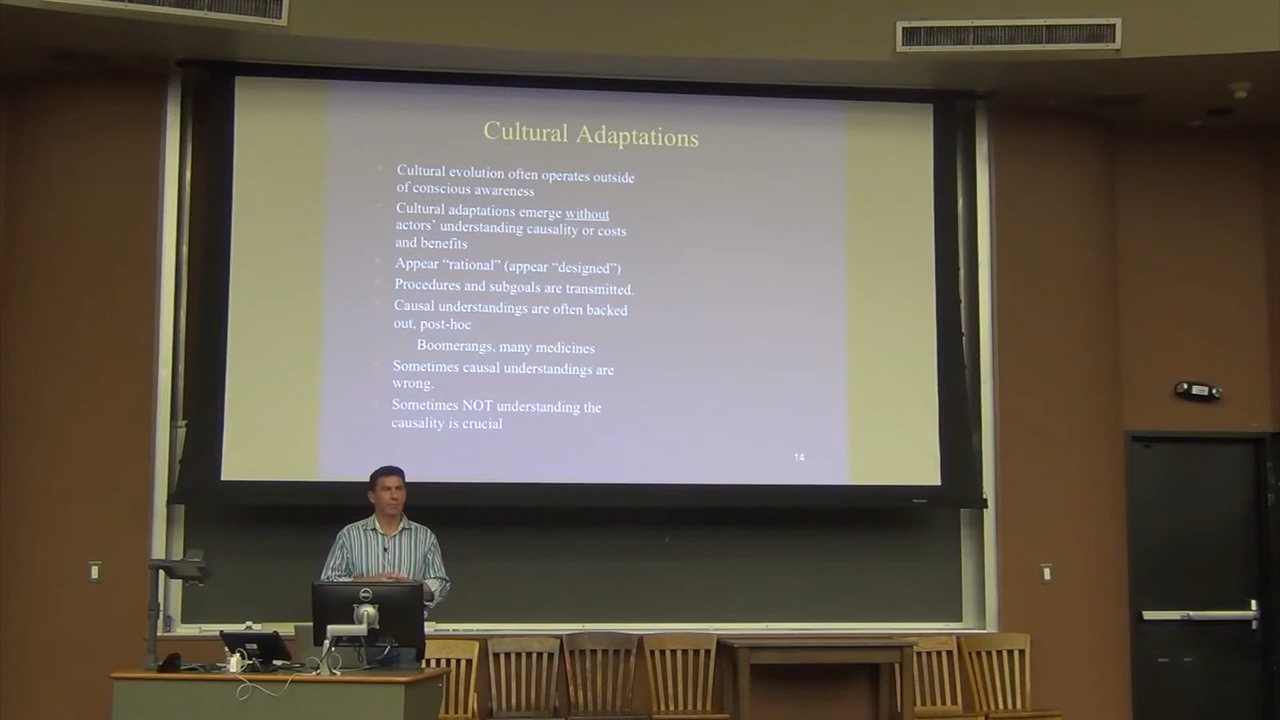 Cultural Adaptations
Cultural evolution often operates outside
of conscious awareness
Cultural adaptations emerge without
actors’ understanding causality or costs
and benefits
Appear “rational” (appear “designed”)
Procedures and subgoals are transmitted.
Causal understandings are often backed
out, post-hoc
Boomerangs, many medicines
Sometimes causal understandings are
wrong.
Sometimes NOT understanding the
causality is crucial
14
DELL